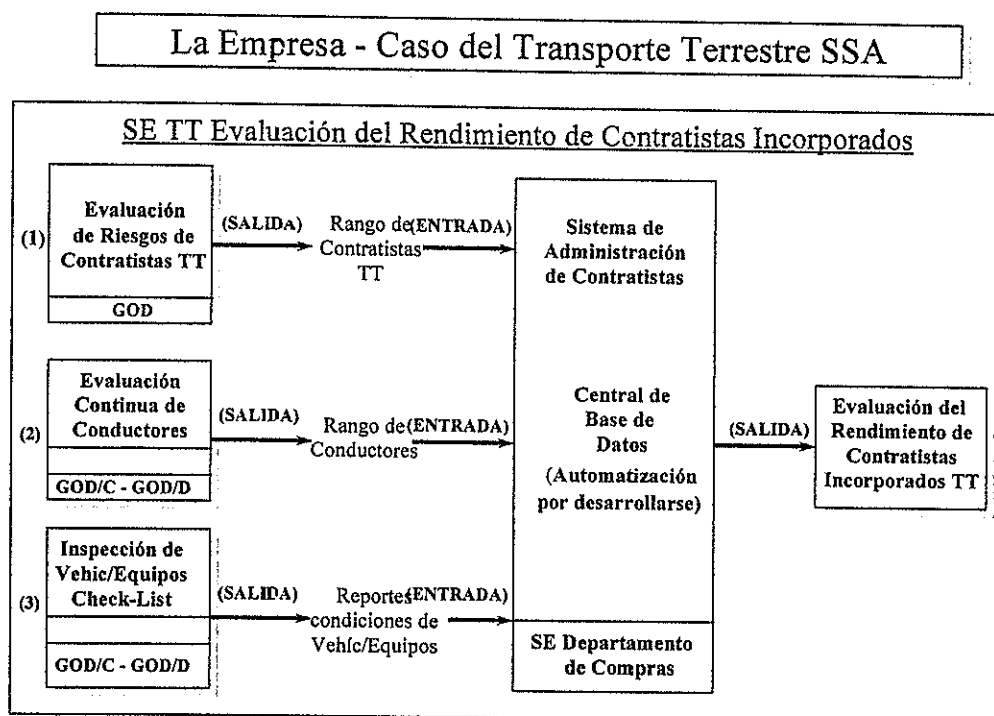 La Empresa - Caso del Transporte Terrestre SSA
SE TT Evaluación del Rendimiento de Contratistas Incorporados
(1)
Evaluación
de Riesgos de
Contratistas TT
GOD
(SALIDA)
Rango de
Contratistas
TT
(ENTRADA)
(2)
Evaluación
Continua de
Conductores
GOD/C - GOD/D
(SALIDA)
Rango de
Conductores
(ENTRADA)
(3)
Inspección de
Vehic/Equipos
Check-List
GOD/C - GOD/D
(SALIDA)
Reportes
condiciones de
Vehíc/Equipos
(ENTRADA)
Sistema de
Administración
de Contratistas
Central de
Base de
Datos
(Automatización
por desarrollarse)
SE Departamento
de Compras
(SALIDA)
Evaluación del
Rendimiento de
Contratistas
Incorporados TT